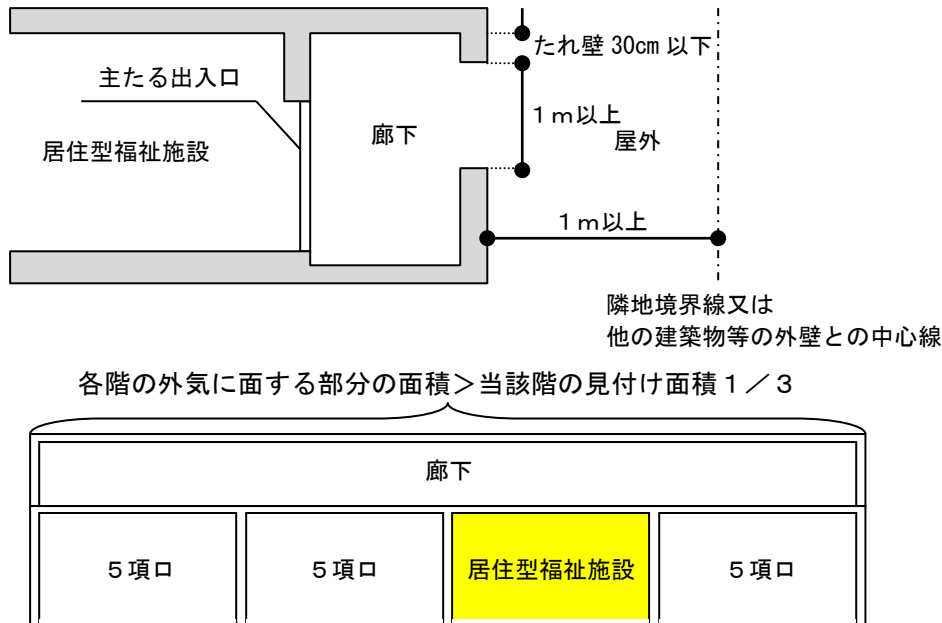 たれ壁 30cm 以下
主たる出入口
1ｍ以上
廊下
屋外
居住型福祉施設
1ｍ以上
隣地境界線又は
他の建築物等の外壁との中心線
各階の外気に面する部分の面積＞当該階の見付け面積１／３
廊下
５項ロ
５項ロ
居住型福祉施設
５項ロ